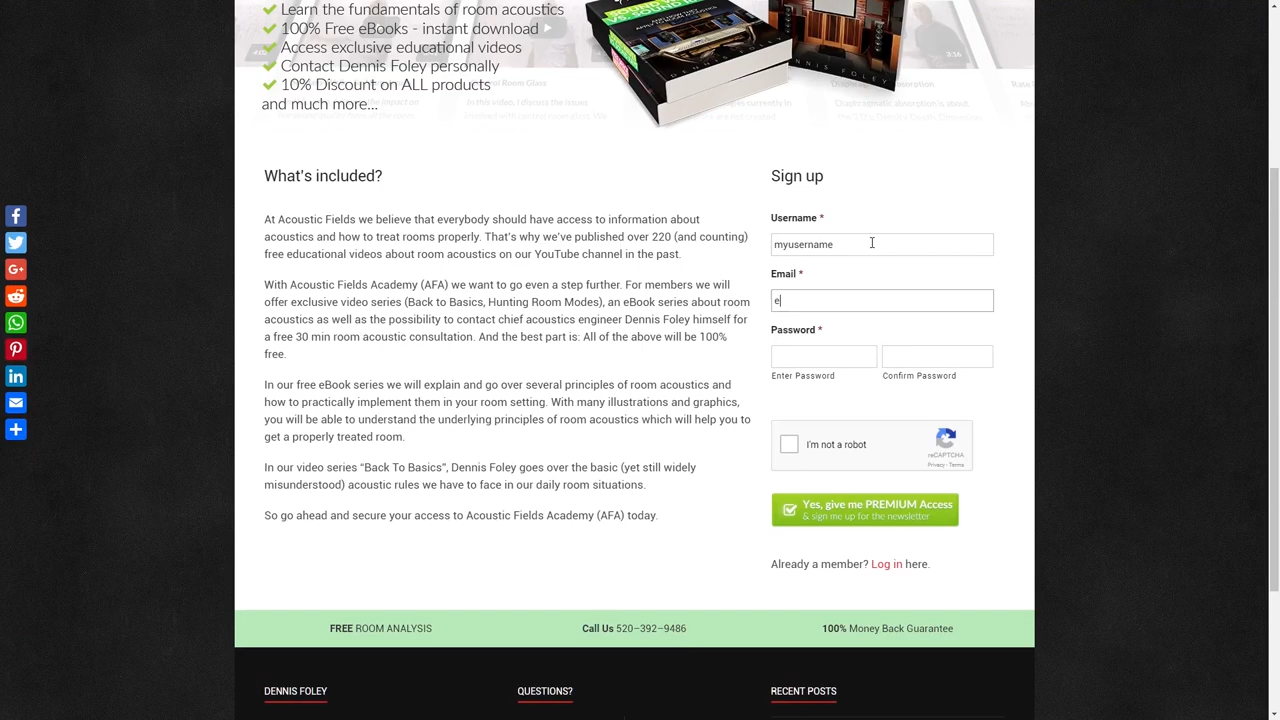 Learn the fundamentals of room acoustics
100% Free eBooks - instant download
Access exclusive educational videos
Contact Dennis Foley personally
10% Discount on ALL products
and much more...
DENNIS FOLEY
DENNIS FOLEY
3:16
What's included?
At Acoustic Fields we believe that everybody should have access to information about
acoustics and how to treat rooms properly. That's why we've published over 220 (and counting)
free educational videos about room acoustics on our YouTube channel in the past.
With Acoustic Fields Academy (AFA) we want to go even a step further. For members we will
offer exclusive video series (Back to Basics, Hunting Room Modes), an eBook series about room
acoustics as well as the possibility to contact chief acoustics engineer Dennis Foley himself for
a free 30 min room acoustic consultation. And the best part is: All of the above will be 100%
free.
In our free eBook series we will explain and go over several principles of room acoustics and
how to practically implement them in your room setting. With many illustrations and graphics,
you will be able to understand the underlying principles of room acoustics which will help you to
get a properly treated room.
In our video series “Back To Basics”, Dennis Foley goes over the basic (yet still widely
misunderstood) acoustic rules we have to face in our daily room situations.
So go ahead and secure your access to Acoustic Fields Academy (AFA) today.
Sign up
Username *
myusername
Email *
e
Password *
Enter Password
Confirm Password
I'm not a robot
reCAPTCHA
Privacy - Terms
Yes, give me PREMIUM Access
& sign me up for the newsletter
Already a member? Log in here.
FREE ROOM ANALYSIS
Call Us 520–392–9486
100% Money Back Guarantee
DENNIS FOLEY
QUESTIONS?
RECENT POSTS